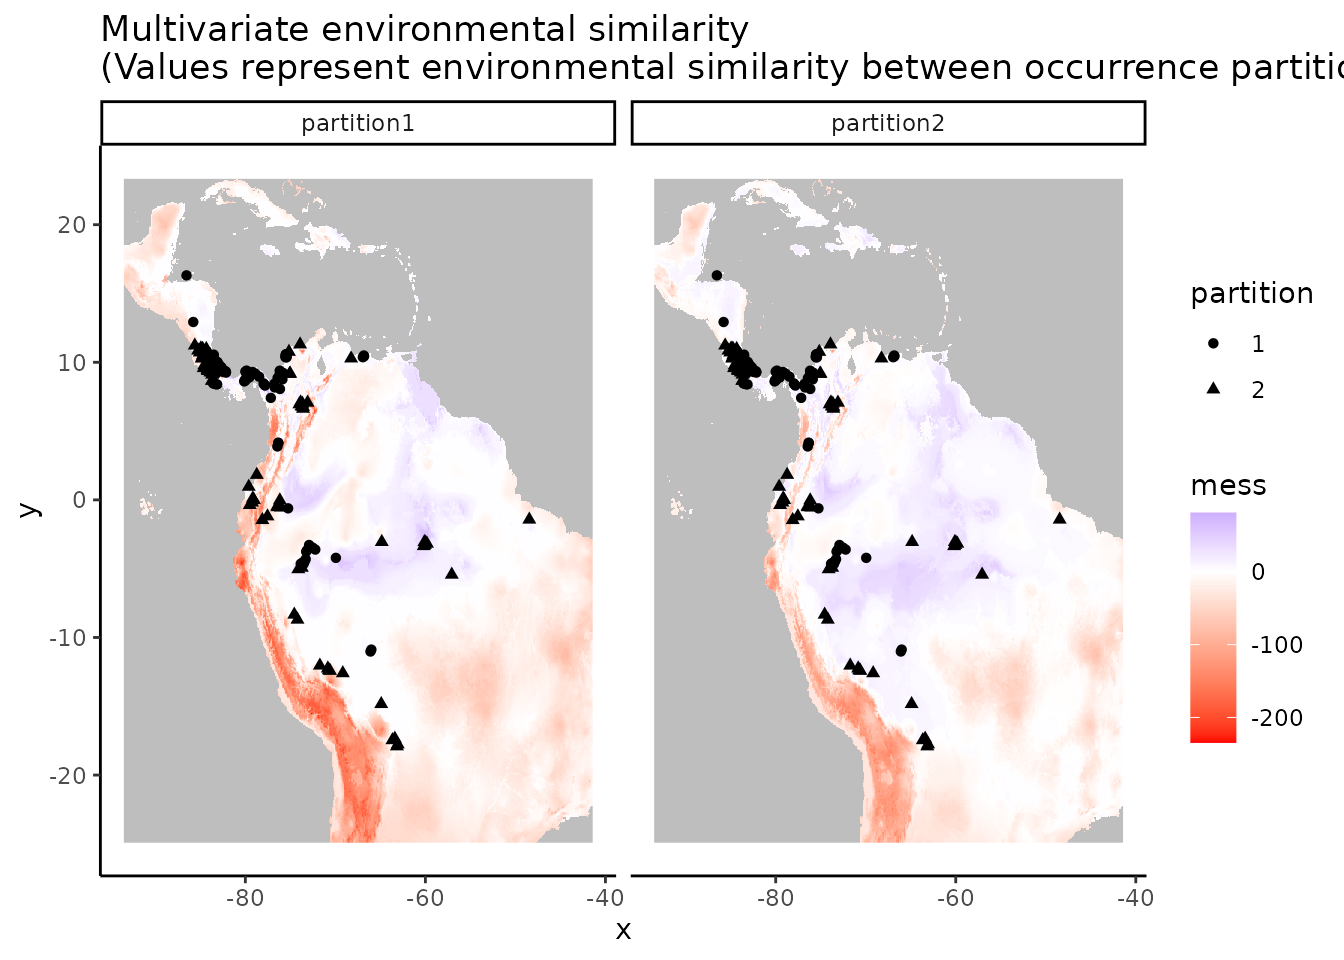 Multivariate environmental similarity
(Values represent environmental similarity between occurrence
partition1
partition2
20
10
0
-10
-20
y
-80
-60
-40
-80
-60
-40
x
partition
1
2
mess
0
-100
-200